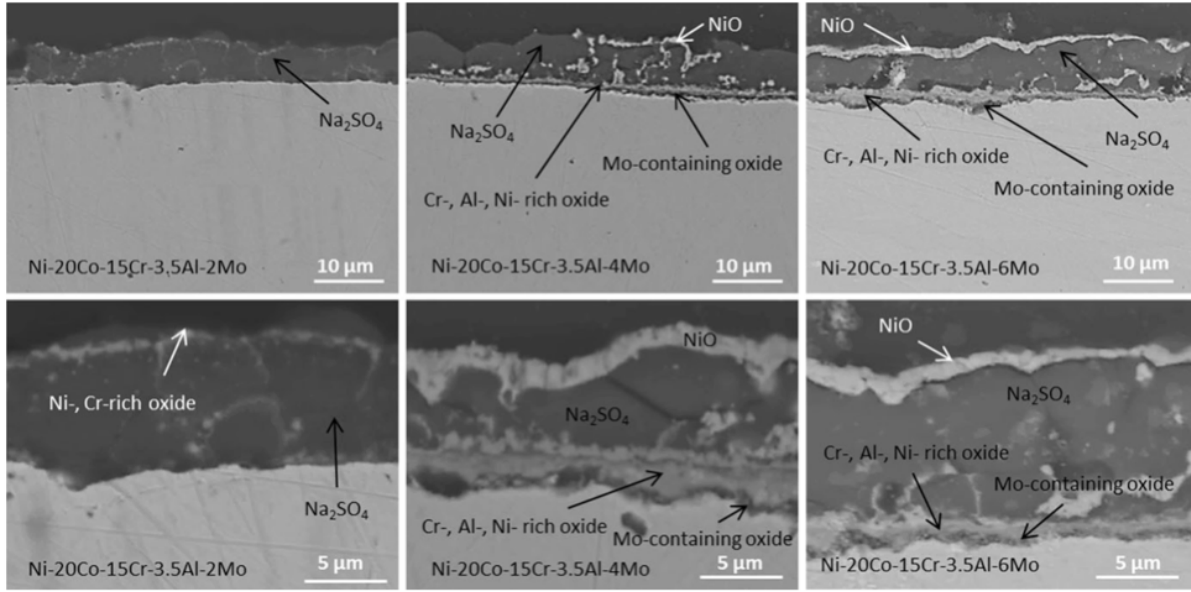 Na₂SO₄
Ni-20Co-15Cr-3.5Al-2Mo
10 µm
NiO
Na₂SO₄
Mo-containing oxide
Cr-, Al-, Ni- rich oxide
Ni-20Co-15Cr-3.5Al-4Mo
10 µm
NiO
Na₂SO₄
Cr-, Al-, Ni- rich oxide
Mo-containing oxide
Ni-20Co-15Cr-3.5Al-6Mo
10 µm
Ni-, Cr-rich oxide
Na₂SO₄
Ni-20Co-15Cr-3.5Al-2Mo
5 µm
NiO
Na₂SO₄
Cr-, Al-, Ni- rich oxide
Mo-containing oxide
Ni-20Co-15Cr-3.5Al-4Mo
5 µm
NiO
Na₂SO₄
Cr-, Al-, Ni- rich oxide
Mo-containing oxide
Ni-20Co-15Cr-3.5Al-6Mo
5 µm